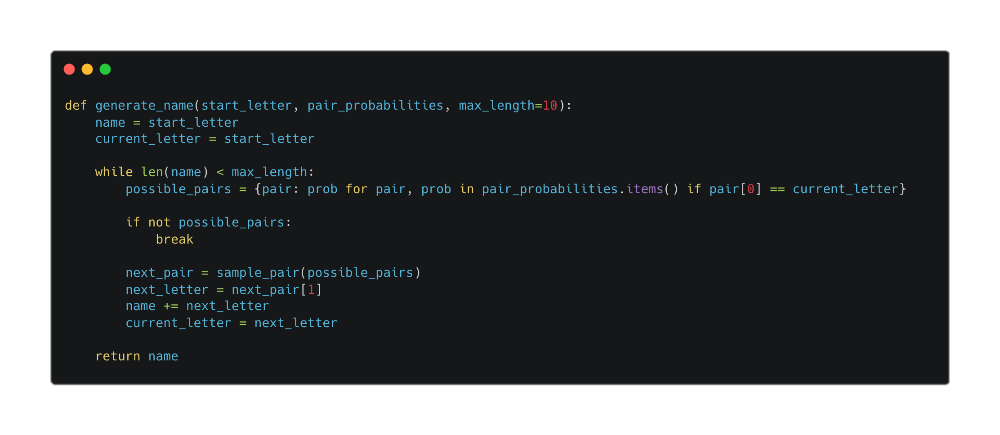 def generate_name(start_letter, pair_probabilities, max_length=10):
    name = start_letter
    current_letter = start_letter

    while len(name) < max_length:
        possible_pairs = {pair: prob for pair, prob in pair_probabilities.items() if pair[0] == current_letter}

        if not possible_pairs:
            break

        next_pair = sample_pair(possible_pairs)
        next_letter = next_pair[1]
        name += next_letter
        current_letter = next_letter

    return name